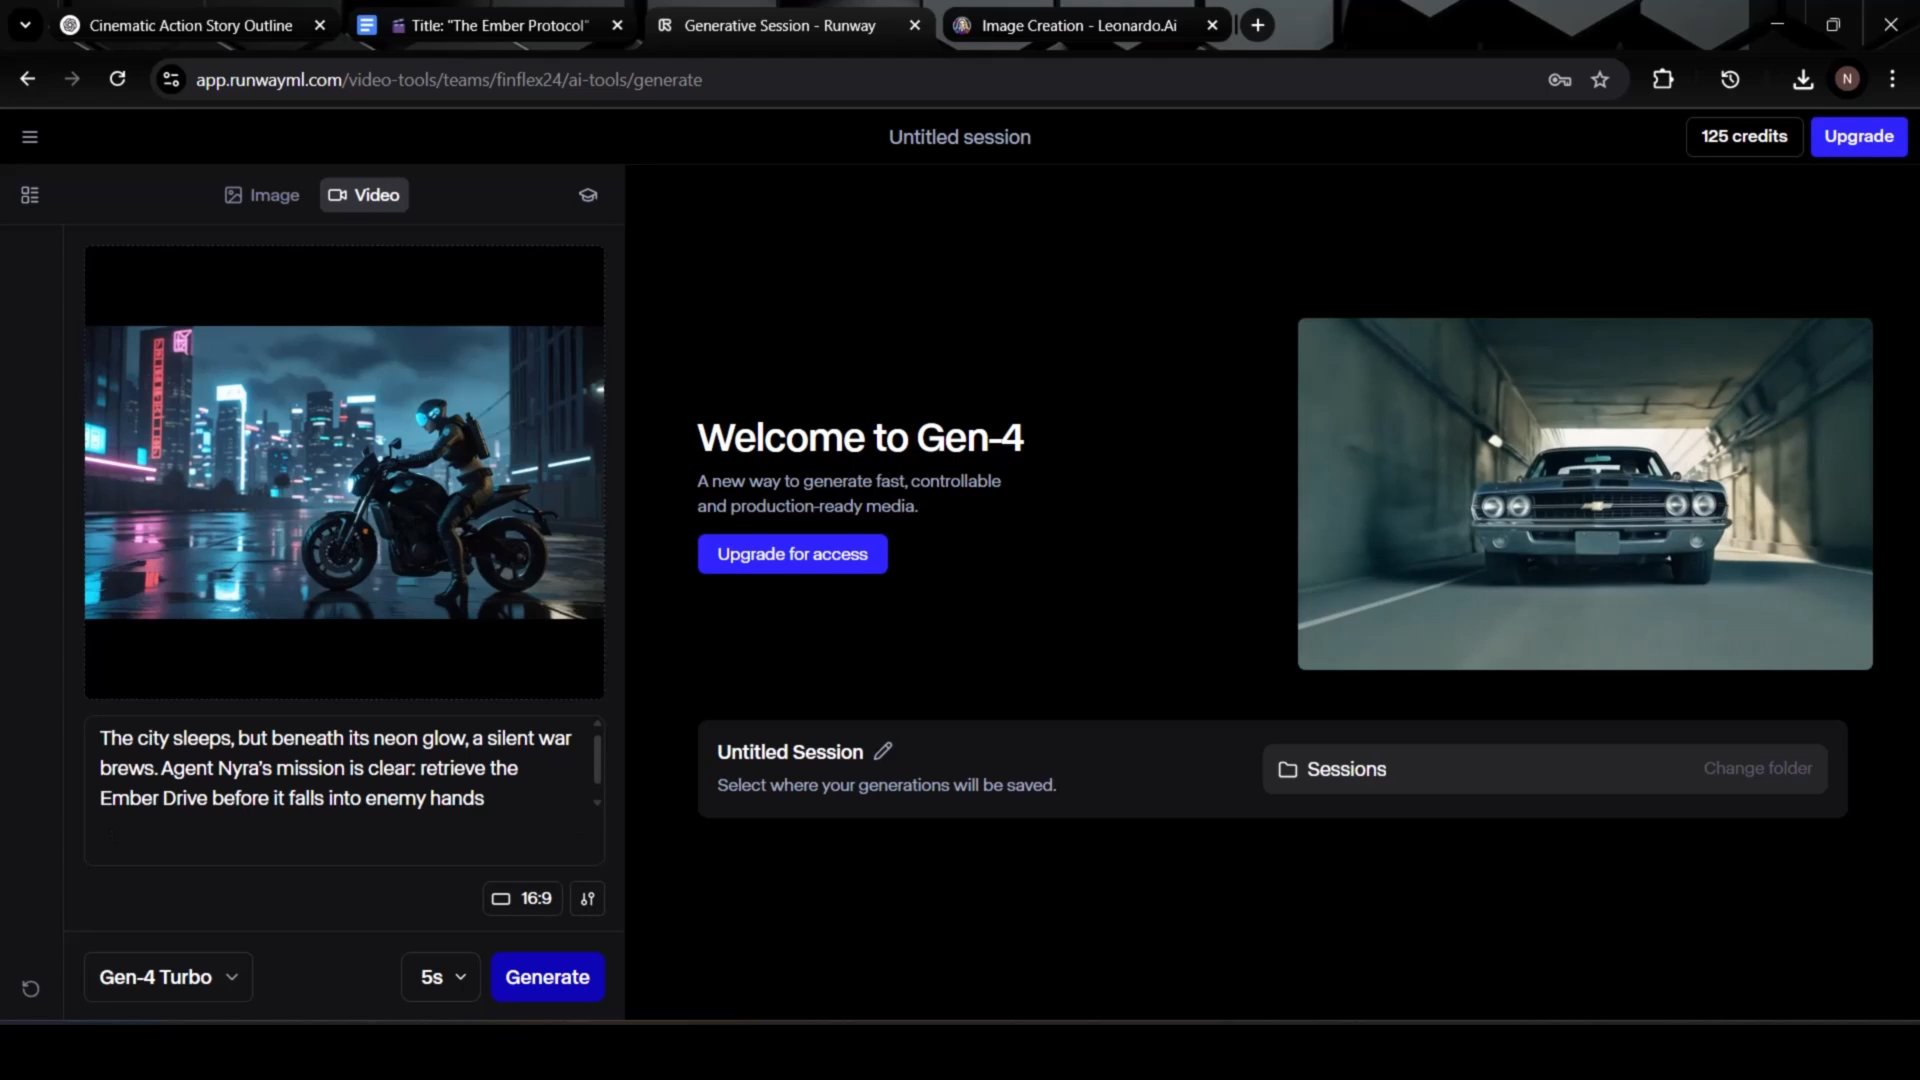 Cinematic Action Story Outline
Title: "The Ember Protocol"
Generative Session - Runway
Image Creation - Leonardo.Ai
app.runwayml.com/video-tools/teams/finflex24/ai-tools/generate
N
Untitled session
125 credits
Upgrade
Image
Video
The city sleeps, but beneath its neon glow, a silent war
brews. Agent Nyra’s mission is clear: retrieve the
Ember Drive before it falls into enemy hands
16:9
Gen-4 Turbo
5s
Generate
Welcome to Gen-4
A new way to generate fast, controllable
and production-ready media.
Upgrade for access
Untitled Session
Select where your generations will be saved.
Sessions
Change folder